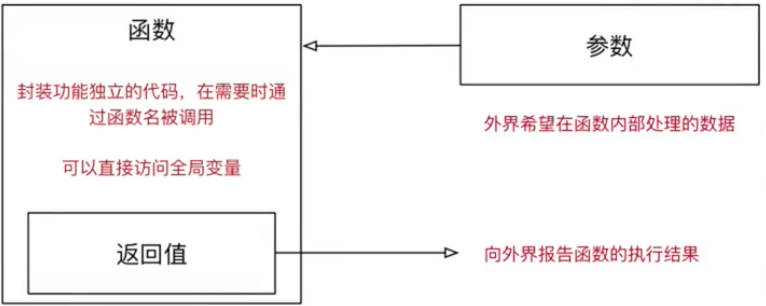 函数
参数
封装功能独立的代码，在需要时通
过函数名被调用
外界希望在函数内部处理的数据
可以直接访问全局变量
返回值
向外界报告函数的执行结果